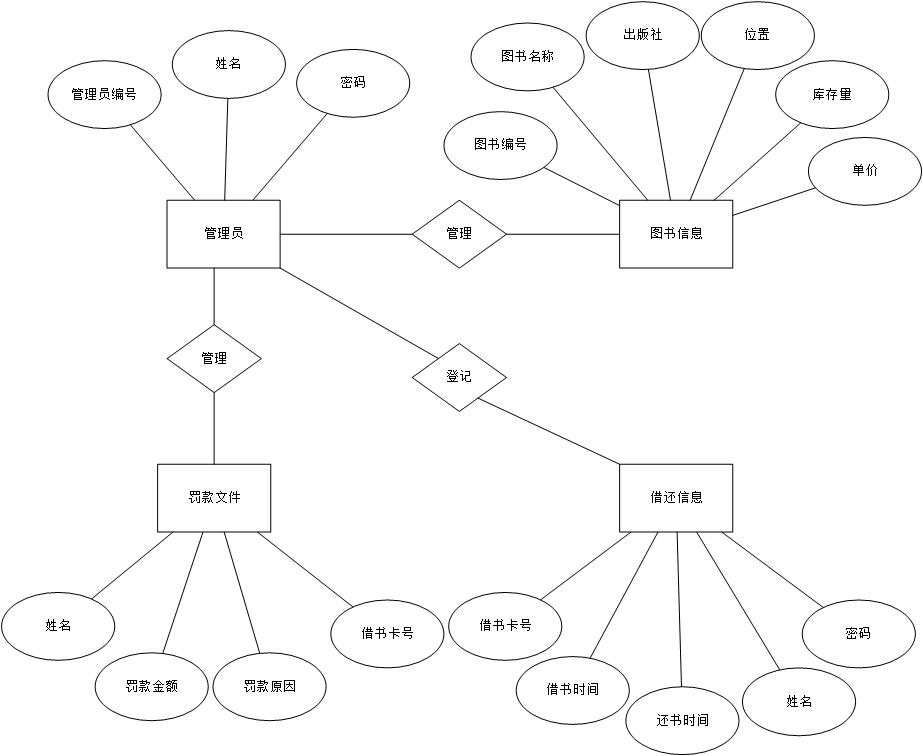 出版社
位置
图书名称
姓名
密码
管理员编号
库存量
图书编号
单价
管理员
管理
图书信息
管理
登记
罚款文件
借还信息
姓名
借书卡号
借书卡号
密码
罚款金额
罚款原因
借书时间
姓名
还书时间